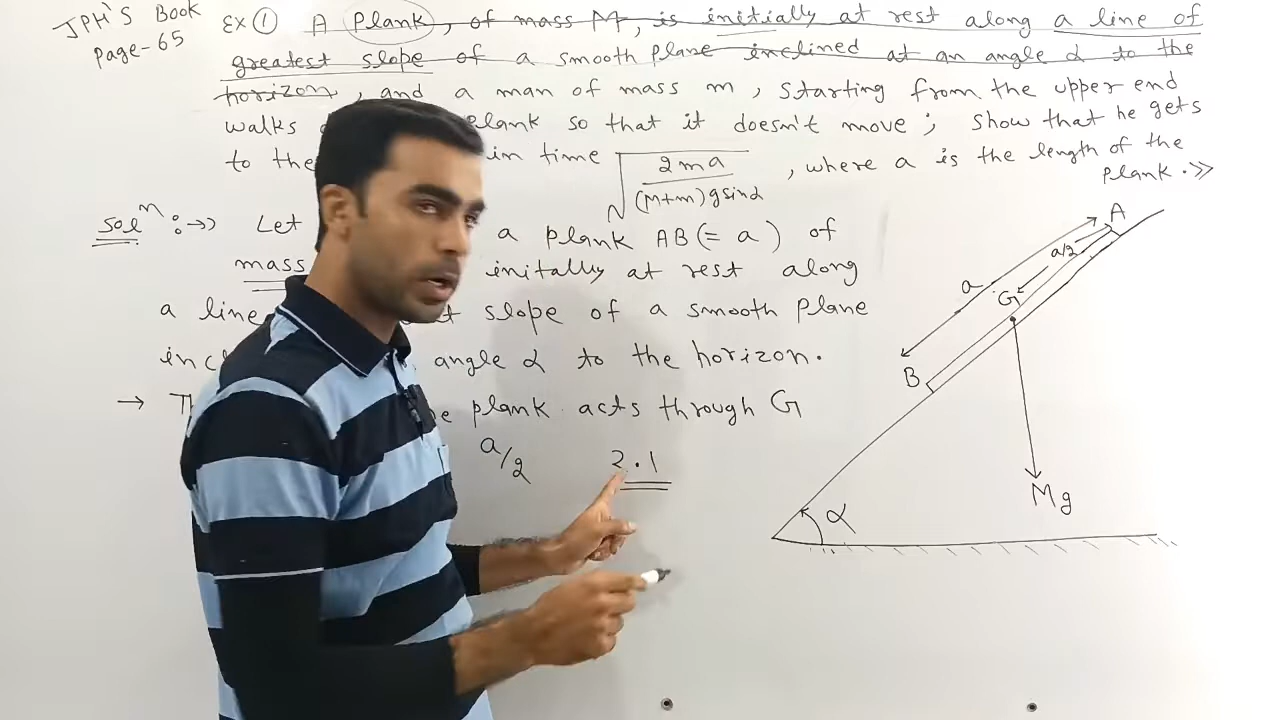 JPH'S Book
Page-65
Ex ① A Plank, of mass M, is initially at rest along a line of
greatest slope of a smooth plane inclined at an angle α to the
horizon, and a man of mass m, starting from the upper end
walks plank so that it doesn't move; show that he gets
to the in time √(2ma/(M+m)gsinα), where a is the length of the
plank.>>
Solⁿ :→> Let a plank AB(= a) of
mass initally at rest along
a line slope of a smooth plane
angle α to the horizon.
→ plank acts through G
a/2 2.1
A
a/2
a
G
B
Mg
α